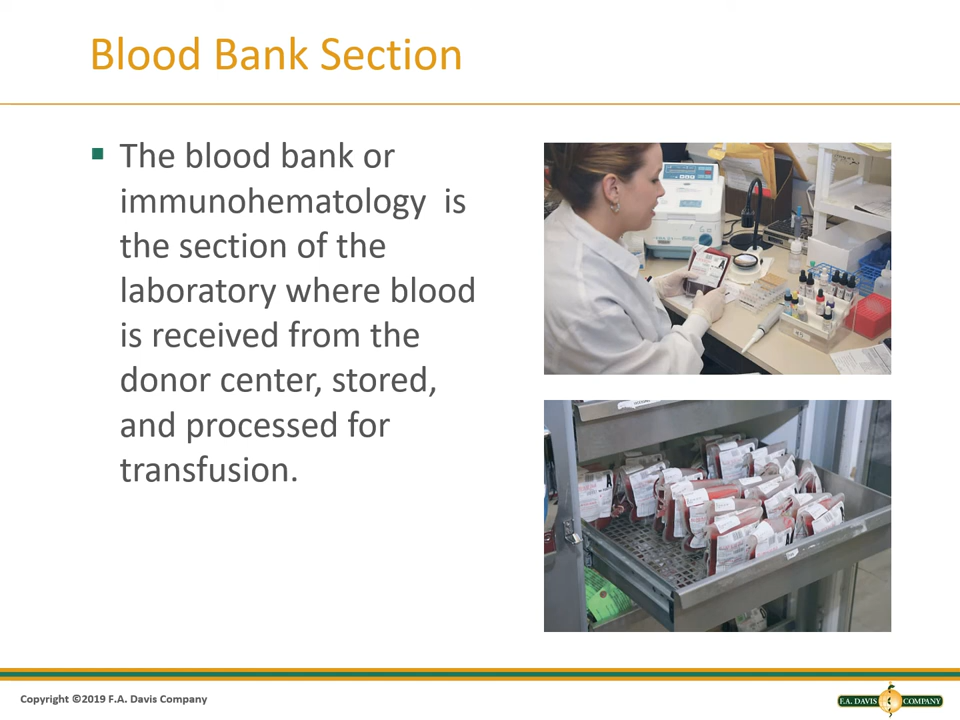 Blood Bank Section
▪ The blood bank or
immunohematology  is
the section of the
laboratory where blood
is received from the
donor center, stored,
and processed for
transfusion.
Copyright ©2019 F.A. Davis Company
F.A. DAVIS COMPANY